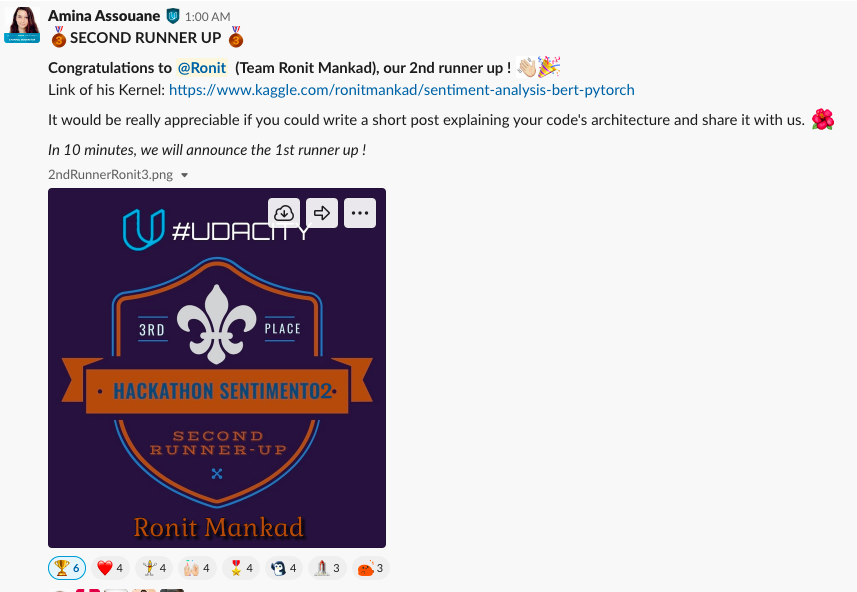 Amina Assouane 1:00 AM
SECOND RUNNER UP
Congratulations to @Ronit (Team Ronit Mankad), our 2nd runner up !
Link of his Kernel: https://www.kaggle.com/ronitmankad/sentiment-analysis-bert-pytorch
It would be really appreciable if you could write a short post explaining your code's architecture and share it with us.
In 10 minutes, we will announce the 1st runner up !
2ndRunnerRonit3.png
#UDACITY
3RD PLACE
HACKATHON SENTIMENTO2
SECOND
RUNNER-UP
Ronit Mankad
6 4 4 4 4 4 3 3